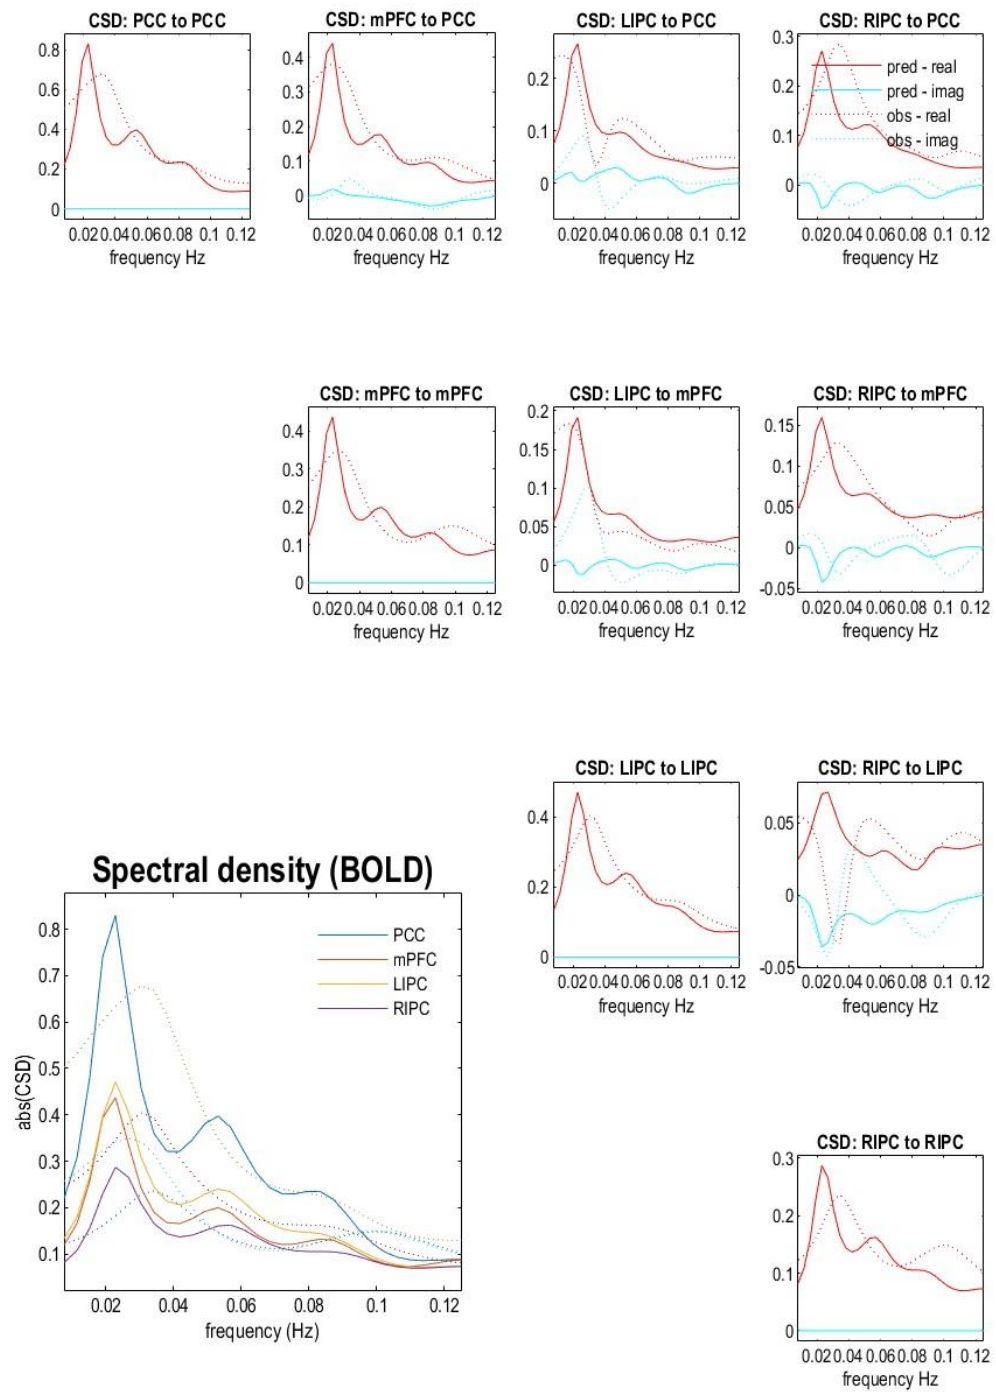 CSD: PCC to PCC
CSD: mPFC to PCC
CSD: LIPC to PCC
CSD: RIPC to PCC
0.8
0.6
0.4
0.2
0
0.02 0.04 0.06 0.08 0.1 0.12
frequency Hz
0.4
0.3
0.2
0.1
0
0.02 0.04 0.06 0.08 0.1 0.12
frequency Hz
0.2
0.1
0
0.02 0.04 0.06 0.08 0.1 0.12
frequency Hz
0.3
0.2
0.1
0
pred - real
pred - imag
obs - real
obs - imag
0.02 0.04 0.06 0.08 0.1 0.12
frequency Hz
CSD: mPFC to mPFC
CSD: LIPC to mPFC
CSD: RIPC to mPFC
0.4
0.3
0.2
0.1
0
0.02 0.04 0.06 0.08 0.1 0.12
frequency Hz
0.2
0.15
0.1
0.05
0
0.02 0.04 0.06 0.08 0.1 0.12
frequency Hz
0.15
0.1
0.05
0
-0.05
0.02 0.04 0.06 0.08 0.1 0.12
frequency Hz
CSD: LIPC to LIPC
CSD: RIPC to LIPC
0.4
0.2
0
0.02 0.04 0.06 0.08 0.1 0.12
frequency Hz
0.05
0
-0.05
0.02 0.04 0.06 0.08 0.1 0.12
frequency Hz
Spectral density (BOLD)
abs(CSD)
0.8
0.7
0.6
0.5
0.4
0.3
0.2
0.1
PCC
mPFC
LIPC
RIPC
0.02 0.04 0.06 0.08 0.1 0.12
frequency (Hz)
CSD: RIPC to RIPC
0.3
0.2
0.1
0
0.02 0.04 0.06 0.08 0.1 0.12
frequency Hz